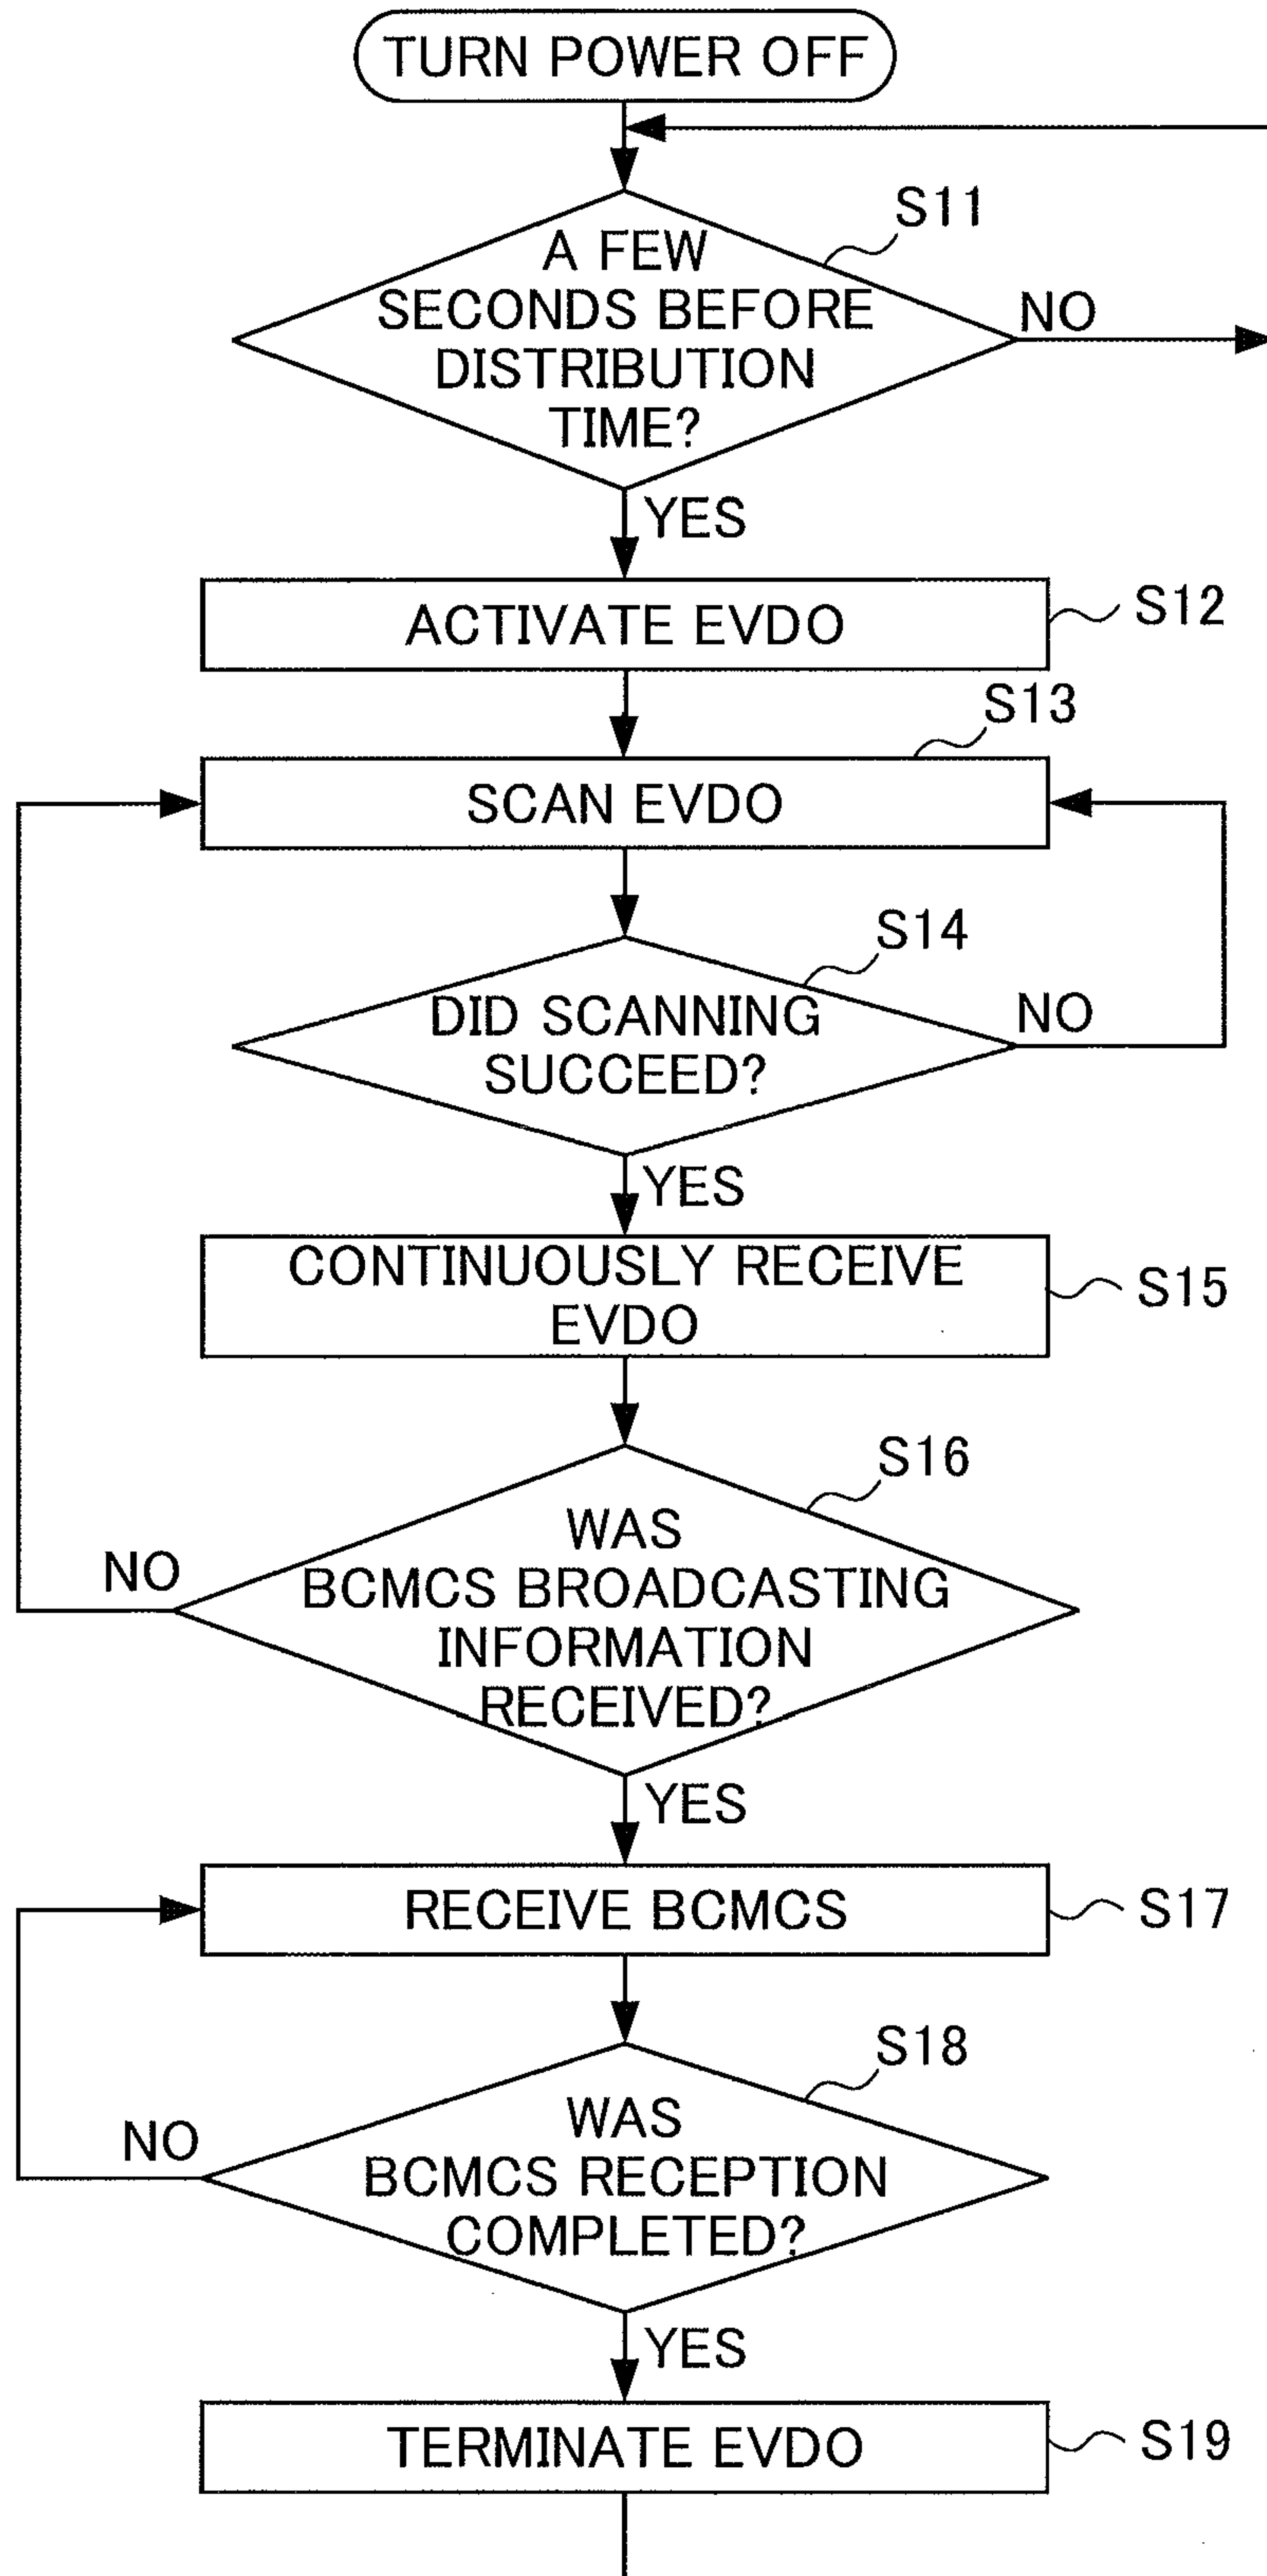 TURN POWER OFF
S11
A FEW
SECONDS BEFORE
DISTRIBUTION
TIME?
NO
YES
ACTIVATE EVDO
S12
S13
SCAN EVDO
S14
DID SCANNING
SUCCEED?
NO
YES
CONTINUOUSLY RECEIVE
EVDO
S15
S16
WAS
BCMCS BROADCASTING
INFORMATION
RECEIVED?
NO
YES
RECEIVE BCMCS
S17
S18
WAS
BCMCS RECEPTION
COMPLETED?
NO
YES
TERMINATE EVDO
S19